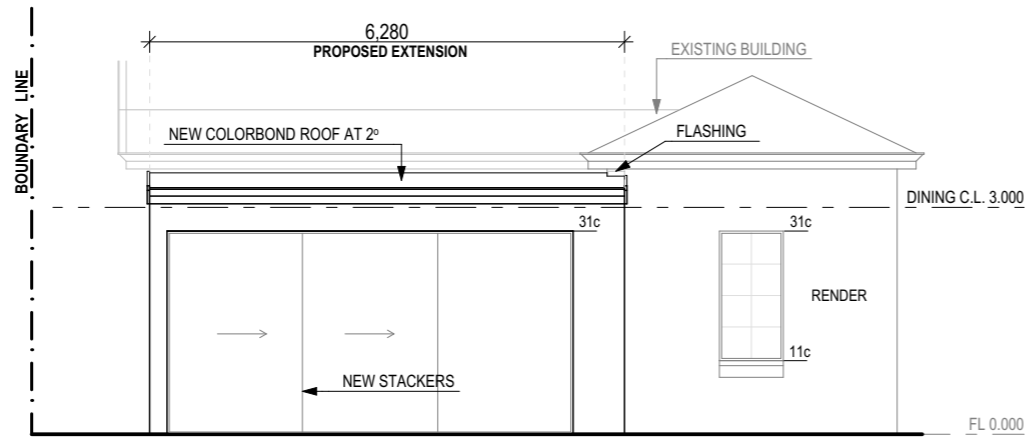 6,280
PROPOSED EXTENSION
EXISTING BUILDING
BOUNDARY LINE
NEW COLORBOND ROOF AT 2º
FLASHING
DINING C.L. 3.000
31c
31c
RENDER
11c
NEW STACKERS
FL 0.000